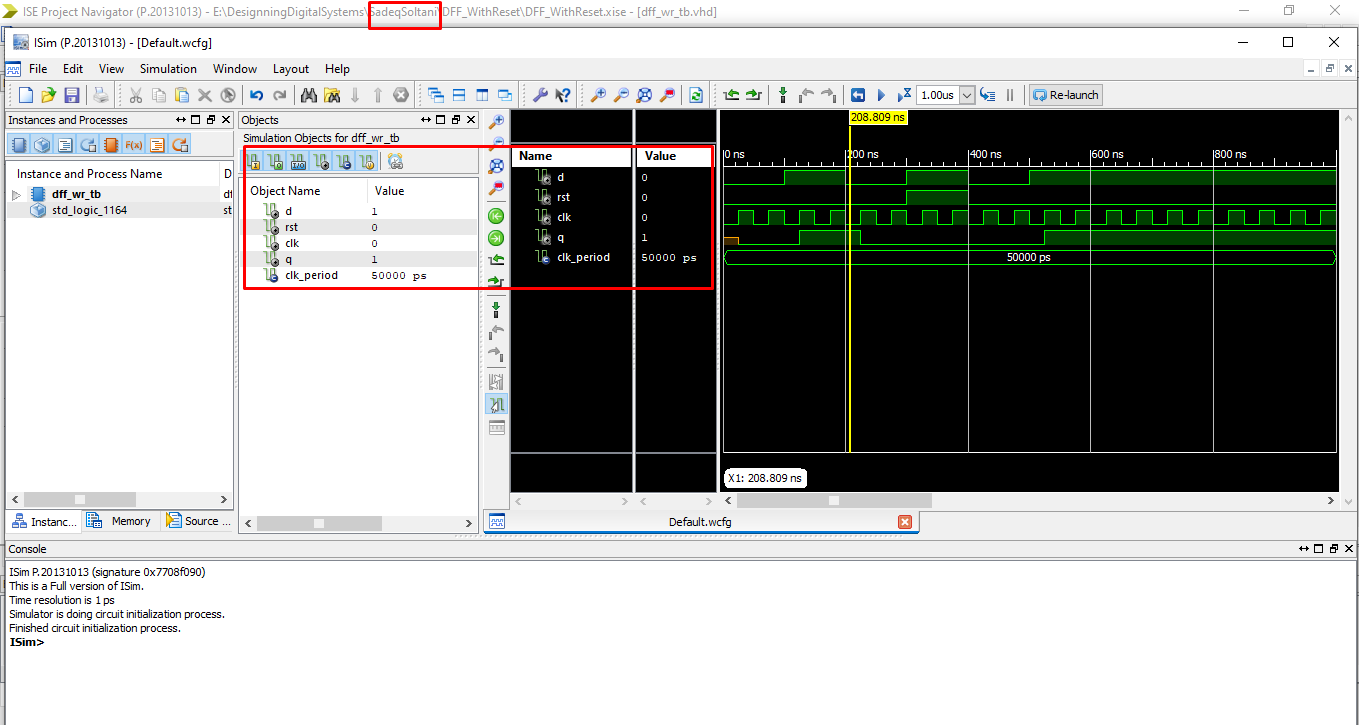 ISE Project Navigator (P.20131013) - E:\DesignningDigitalSystems\SadeqSoltani\DFF_WithReset\DFF_WithReset.xise - [dff_wr_tb.vhd]
ISim (P.20131013) - [Default.wcfg]
File Edit View Simulation Window Layout Help
1.00us Re-launch
Instances and Processes
Instance and Process Name D
dff_wr_tb df
std_logic_1164 st
Instanc... Memory Source ...
Objects
Simulation Objects for dff_wr_tb
Object Name Value
d 1
rst 0
clk 0
q 1
clk_period 50000 ps
Name Value
d 0
rst 0
clk 0
q 1
clk_period 50000 ps
208.809 ns
0 ns 200 ns 400 ns 600 ns 800 ns
50000 ps
X1: 208.809 ns
Default.wcfg
Console
ISim P.20131013 (signature 0x7708f090)
This is a Full version of ISim.
Time resolution is 1 ps
Simulator is doing circuit initialization process.
Finished circuit initialization process.
ISim>